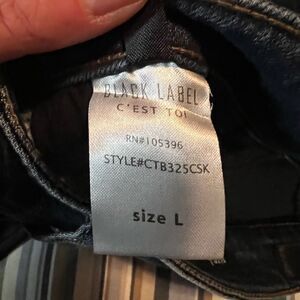 BLACK LABEL
C'EST TOI
RN#105396
STYLE#CTB325CSK
size L